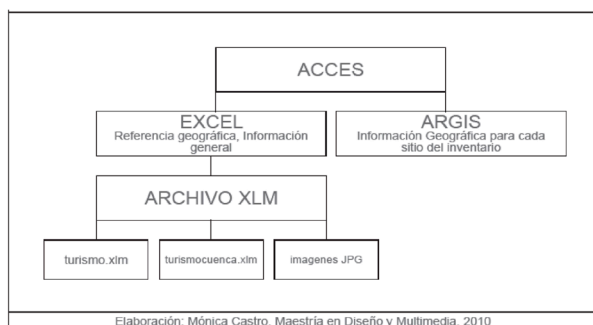 ACCES
EXCEL
Referencia geográfica, Información
general
ARGIS
Información Geográfica para cada
sitio del inventario
ARCHIVO XLM
turismo.xlm
turismocuenca.xlm
imagenes JPG
Elaboración: Mónica Castro. Maestría en Diseño y Multimedia. 2010